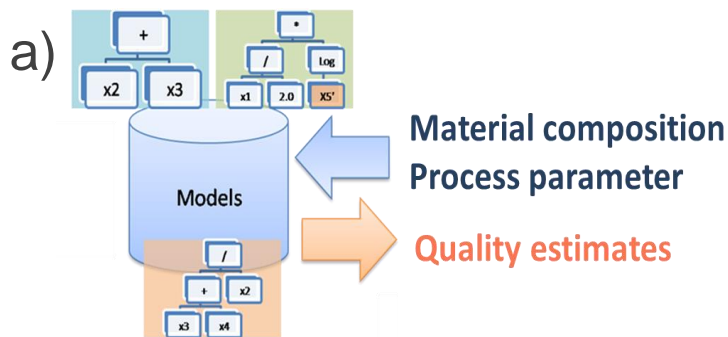 a)
+
x2 x3
*
/ Log
x1 2.0 X5'
Models
Material composition
Process parameter
Quality estimates
/
+ x2
x3 x4